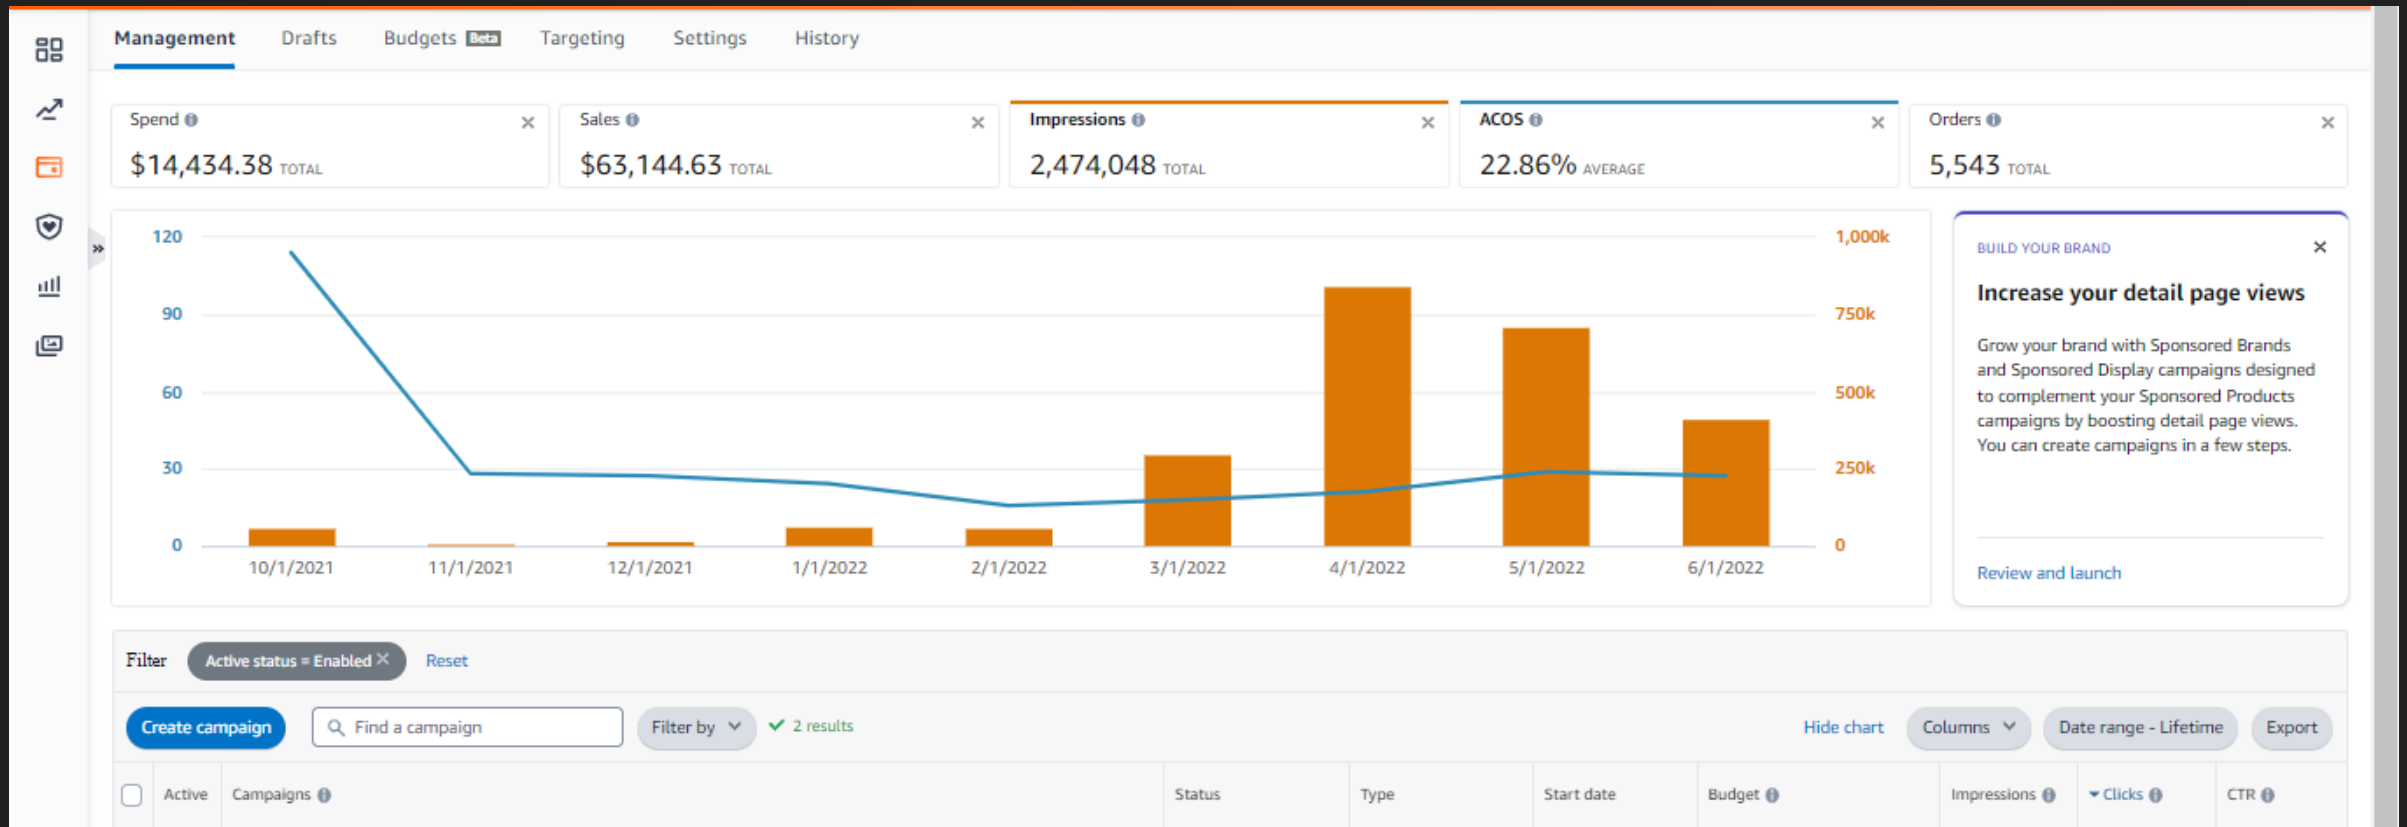 Management Drafts Budgets Beta Targeting Settings History
Spend
$14,434.38 TOTAL
Sales
$63,144.63 TOTAL
Impressions
2,474,048 TOTAL
ACOS
22.86% AVERAGE
Orders
5,543 TOTAL
120
90
60
30
0
1,000k
750k
500k
250k
0
10/1/2021 11/1/2021 12/1/2021 1/1/2022 2/1/2022 3/1/2022 4/1/2022 5/1/2022 6/1/2022
BUILD YOUR BRAND
Increase your detail page views
Grow your brand with Sponsored Brands
and Sponsored Display campaigns designed
to complement your Sponsored Products
campaigns by boosting detail page views.
You can create campaigns in a few steps.
Review and launch
Filter Active status = Enabled Reset
Create campaign Find a campaign Filter by 2 results Hide chart Columns Date range - Lifetime Export
Active Campaigns Status Type Start date Budget Impressions Clicks CTR